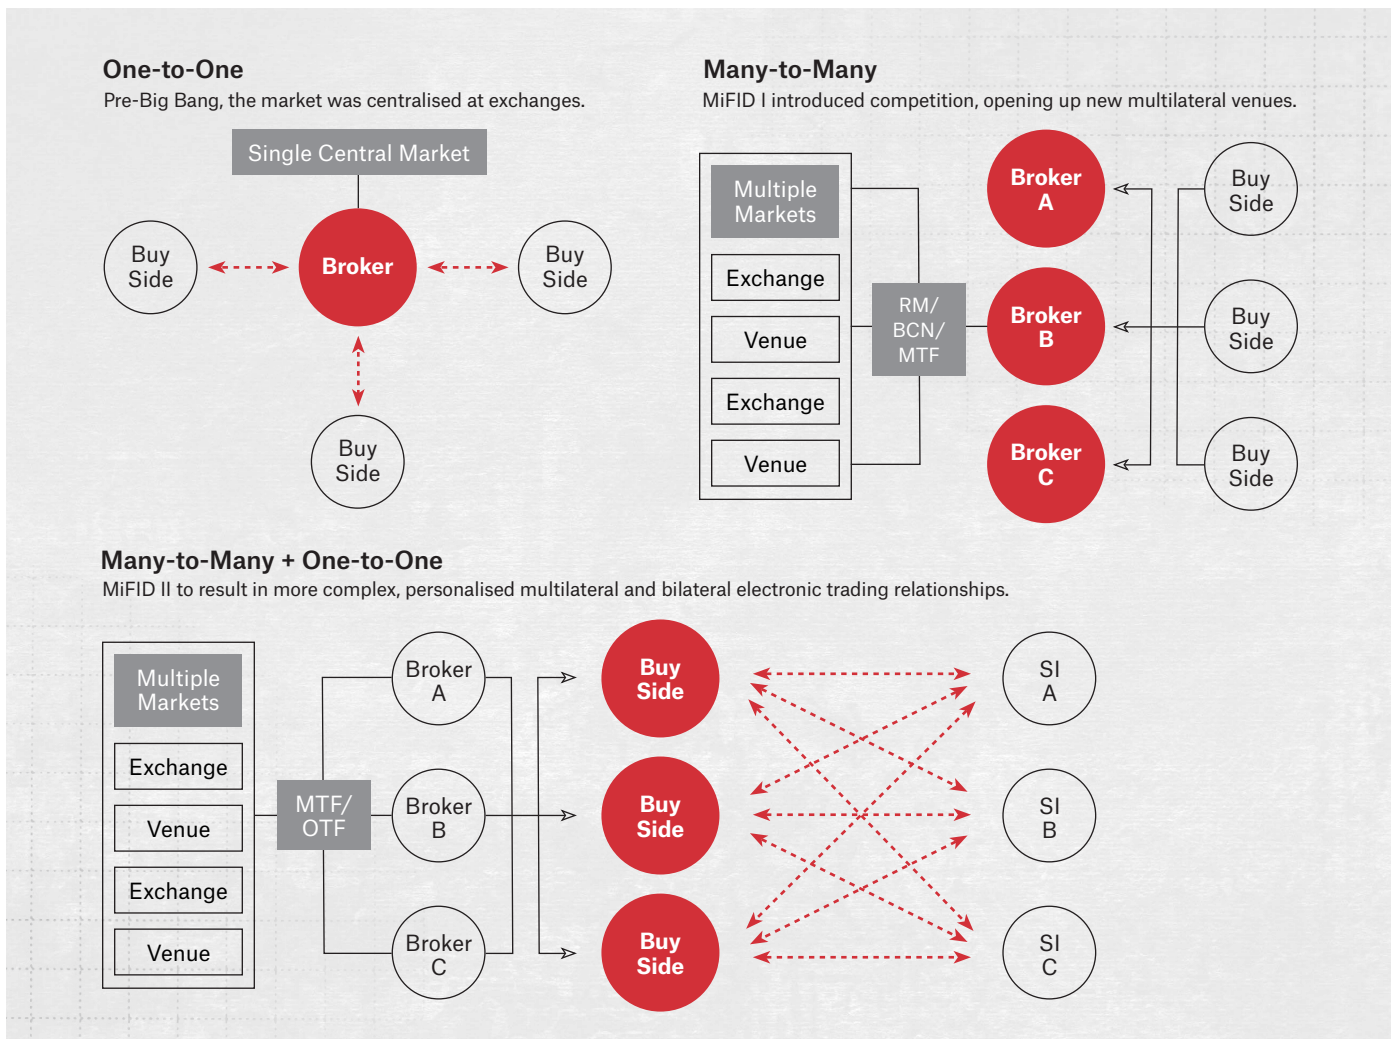 One-to-One
Pre-Big Bang, the market was centralised at exchanges.
Single Central Market
Buy
Side
Broker
Buy
Side
Buy
Side
Many-to-Many
MiFID I introduced competition, opening up new multilateral venues.
Multiple
Markets
Exchange
Venue
Exchange
Venue
RM/
BCN/
MTF
Broker
A
Broker
B
Broker
C
Buy
Side
Buy
Side
Buy
Side
Many-to-Many + One-to-One
MiFID II to result in more complex, personalised multilateral and bilateral electronic trading relationships.
Multiple
Markets
Exchange
Venue
Exchange
Venue
MTF/
OTF
Broker
A
Broker
B
Broker
C
Buy
Side
Buy
Side
Buy
Side
SI
A
SI
B
SI
C